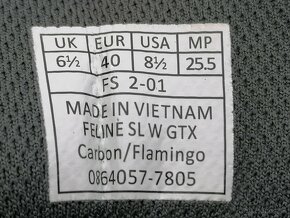 UK EUR USA MP
6½ 40 8½ 25.5
FS 2-01
MADE IN VIETNAM
FELINE SL W GTX
Carbon/Flamingo
0864057-7805